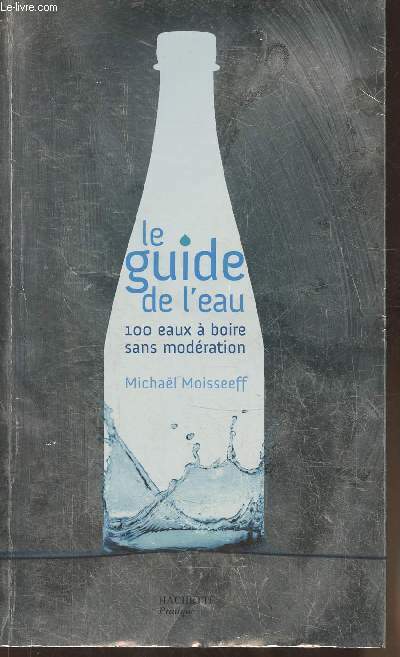 Le-livre.com
le
guide
de l'eau
100 eaux à boire
sans modération
Michaël Moisseeff
HACHETTE
Pratique